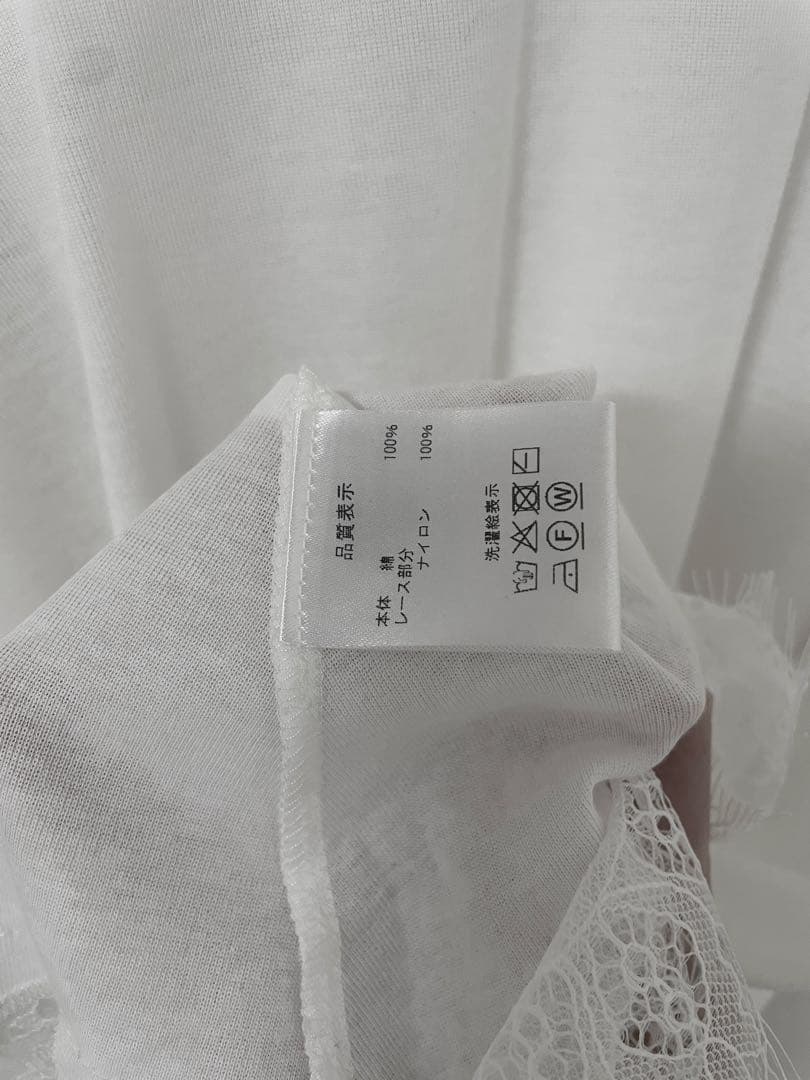 品質表示
本体 綿 100%
レース部分
ナイロン 100%
洗濯絵表示
F W